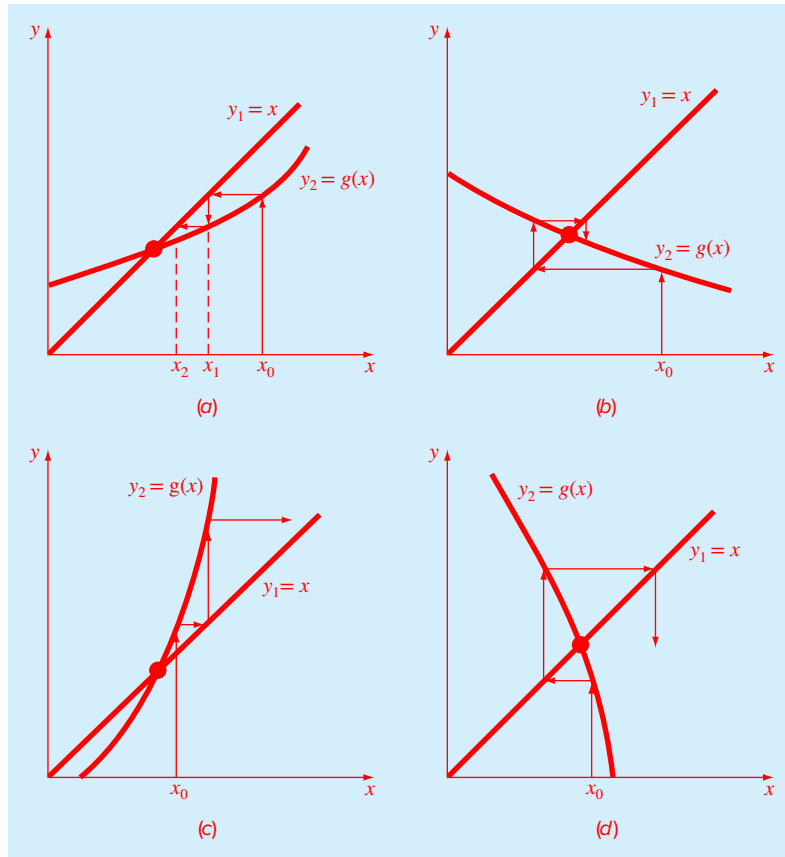 y
y₁ = x
y₂ = g(x)
x₂ x₁ x₀ x
(a)
y
y₁ = x
y₂ = g(x)
x₀ x
(b)
y
y₂ = g(x)
y₁ = x
x₀ x
(c)
y
y₂ = g(x)
y₁ = x
x₀ x
(d)